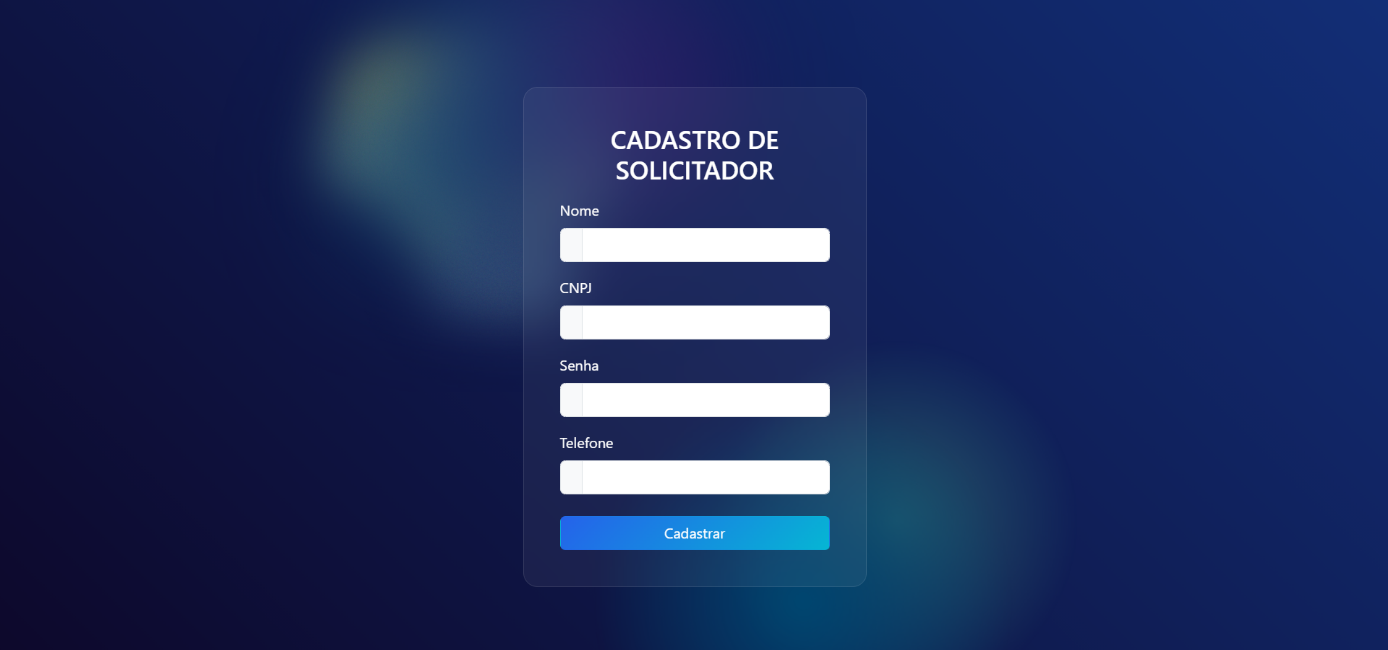 CADASTRO DE
SOLICITADOR
Nome
CNPJ
Senha
Telefone
Cadastrar